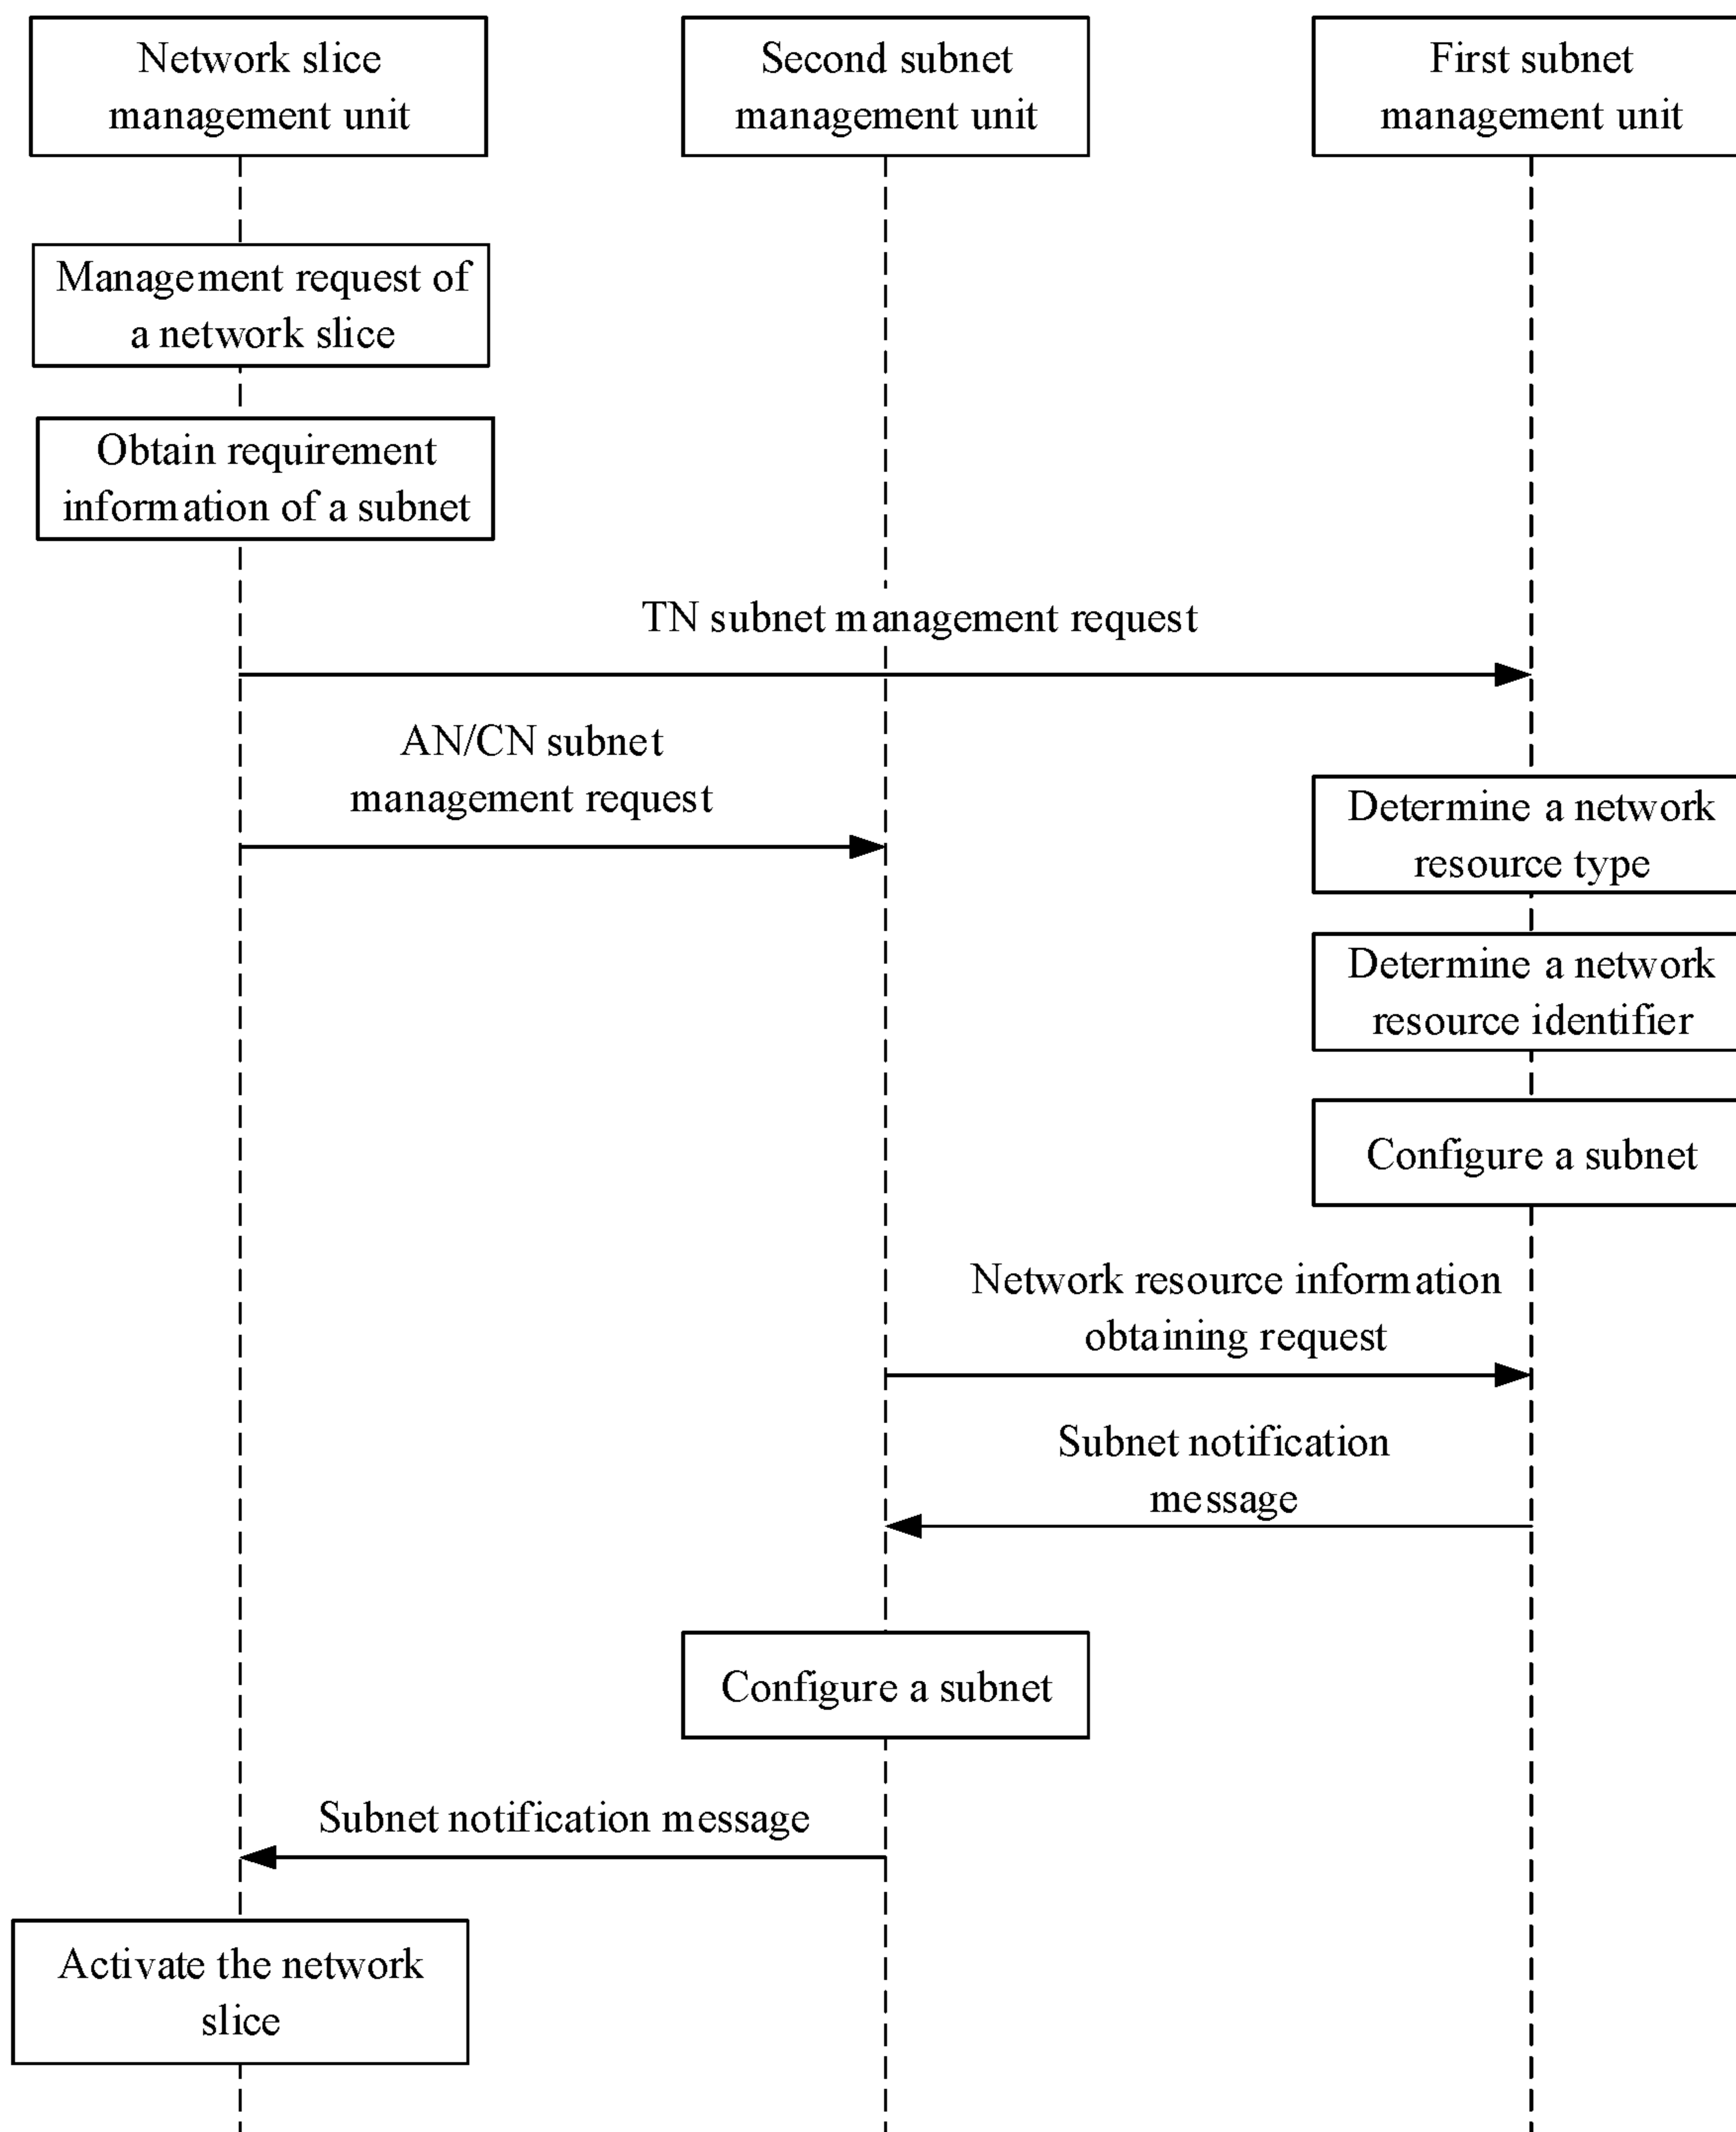 Network slice
management unit
Second subnet
management unit
First subnet
management unit
Management request of
a network slice
Obtain requirement
information of a subnet
TN subnet management request
AN/CN subnet
management request
Determine a network
resource type
Determine a network
resource identifier
Configure a subnet
Network resource information
obtaining request
Subnet notification
message
Configure a subnet
Subnet notification message
Activate the network
slice